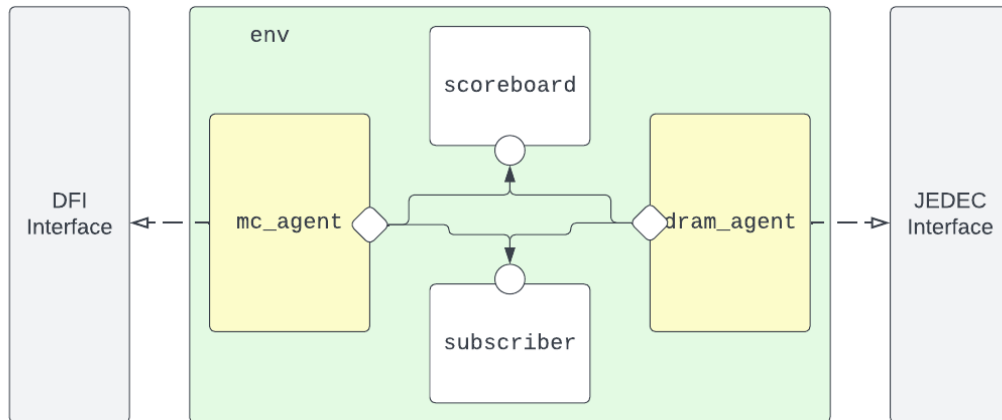 env
scoreboard
DFI
Interface
mc_agent
dram_agent
JEDEC
Interface
subscriber